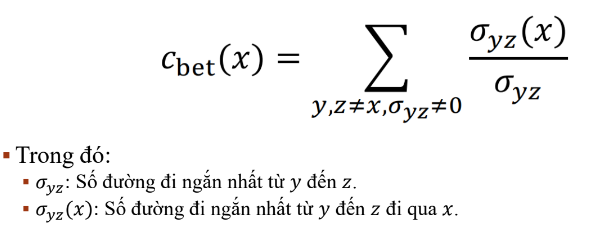 c_bet(x) = ∑_{y,z≠x,σ_yz≠0} σ_yz(x) / σ_yz
▪ Trong đó:
▪ σ_yz: Số đường đi ngắn nhất từ y đến z.
▪ σ_yz(x): Số đường đi ngắn nhất từ y đến z đi qua x.